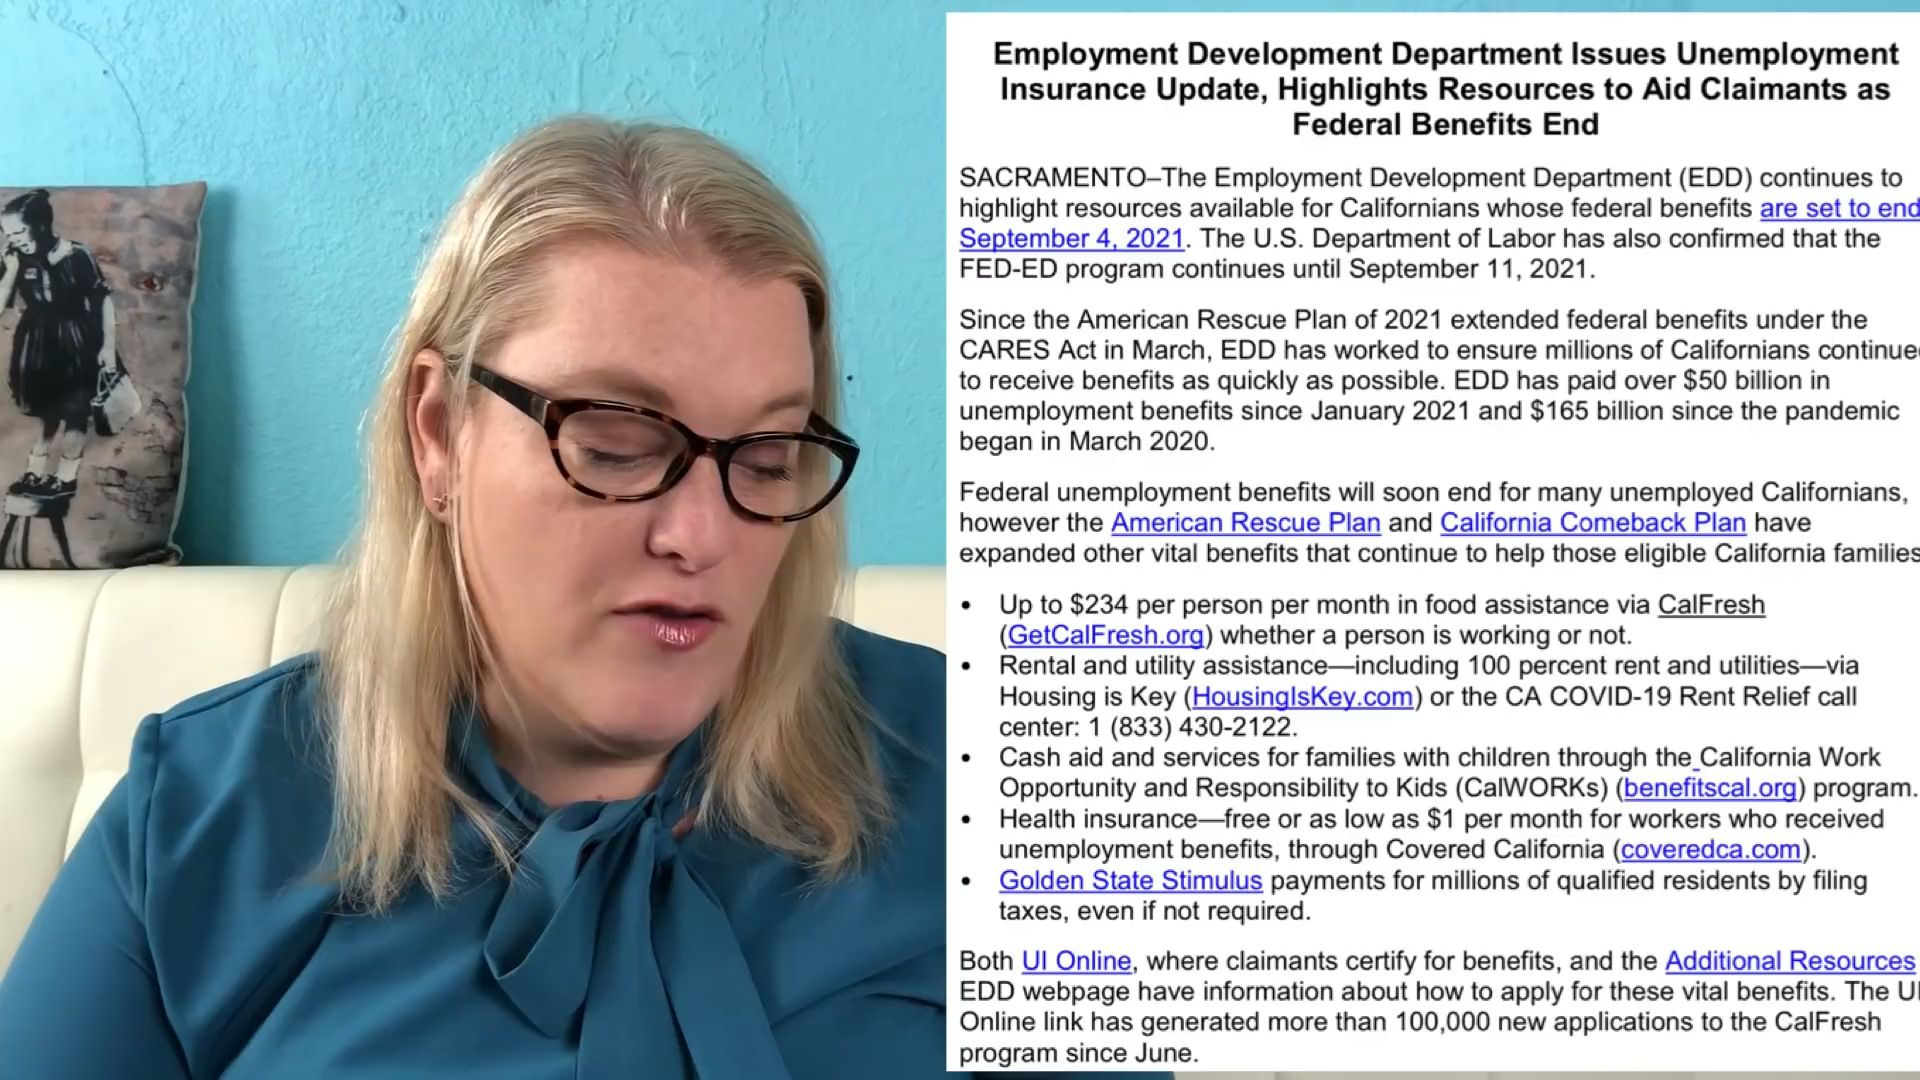 Employment Development Department Issues Unemployment
Insurance Update, Highlights Resources to Aid Claimants as
Federal Benefits End
SACRAMENTO–The Employment Development Department (EDD) continues to
highlight resources available for Californians whose federal benefits are set to end
September 4, 2021. The U.S. Department of Labor has also confirmed that the
FED-ED program continues until September 11, 2021.
Since the American Rescue Plan of 2021 extended federal benefits under the
CARES Act in March, EDD has worked to ensure millions of Californians continue
to receive benefits as quickly as possible. EDD has paid over $50 billion in
unemployment benefits since January 2021 and $165 billion since the pandemic
began in March 2020.
Federal unemployment benefits will soon end for many unemployed Californians,
however the American Rescue Plan and California Comeback Plan have
expanded other vital benefits that continue to help those eligible California families
• Up to $234 per person per month in food assistance via CalFresh
(GetCalFresh.org) whether a person is working or not.
• Rental and utility assistance—including 100 percent rent and utilities—via
Housing is Key (HousingIsKey.com) or the CA COVID-19 Rent Relief call
center: 1 (833) 430-2122.
• Cash aid and services for families with children through the California Work
Opportunity and Responsibility to Kids (CalWORKs) (benefitscal.org) program.
• Health insurance—free or as low as $1 per month for workers who received
unemployment benefits, through Covered California (coveredca.com).
• Golden State Stimulus payments for millions of qualified residents by filing
taxes, even if not required.
Both UI Online, where claimants certify for benefits, and the Additional Resources
EDD webpage have information about how to apply for these vital benefits. The UI
Online link has generated more than 100,000 new applications to the CalFresh
program since June.